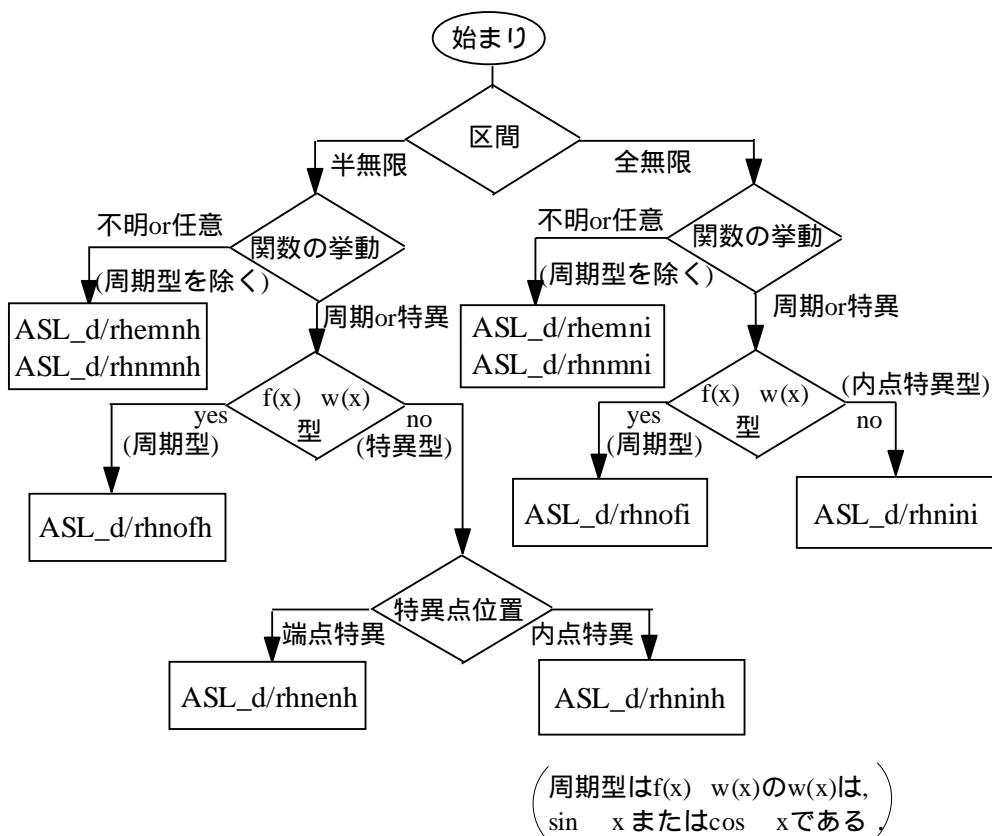 始まり
区間
半無限
全無限
不明or任意
関数の挙動
(周期型を除く)
周期or特異
ASL_d/rhemnh
ASL_d/rhnmnh
不明or任意
関数の挙動
(周期型を除く)
周期or特異
ASL_d/rhemni
ASL_d/rhnmni
f(x) w(x)
型
yes
(周期型)
no
(特異型)
f(x) w(x)
型
yes
(周期型)
(内点特異型)
no
ASL_d/rhnofh
ASL_d/rhnofi
ASL_d/rhnini
特異点位置
端点特異
内点特異
ASL_d/rhnenh
ASL_d/rhninh
周期型はf(x) w(x)のw(x)は,
sin x またはcos xである .